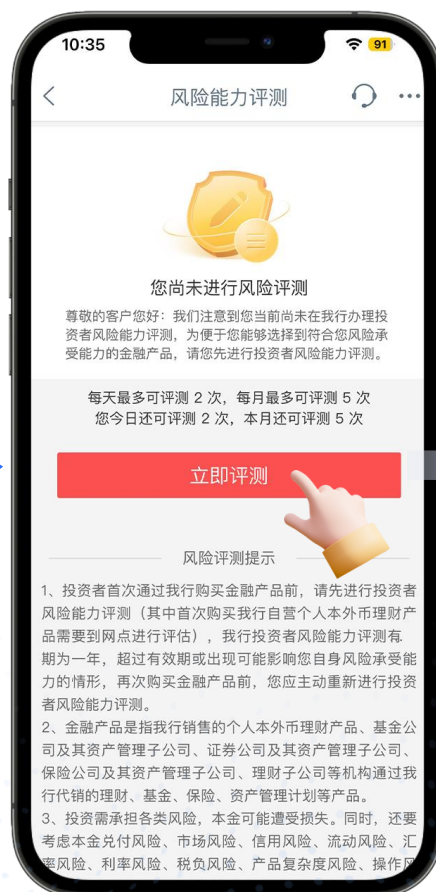 10:35
91
风险能力评测
您尚未进行风险评测
尊敬的客户您好：我们注意到您当前尚未在我行办理投
资者风险能力评测，为便于您能够选择到符合您风险承
受能力的金融产品，请您先进行投资者风险能力评测。
每天最多可评测 2 次，每月最多可评测 5 次
您今日还可评测 2 次，本月还可评测 5 次
立即评测
风险评测提示
1、投资者首次通过我行购买金融产品前，请先进行投资者
风险能力评测（其中首次购买我行自营个人本外币理财产
品需要到网点进行评估），我行投资者风险能力评测有
期为一年，超过有效期或出现可能影响您自身风险承受能
力的情形，再次购买金融产品前，您应主动重新进行投资
者风险能力评测。
2、金融产品是指我行销售的个人本外币理财产品、基金公
司及其资产管理子公司、证券公司及其资产管理子公司、
保险公司及其资产管理子公司、理财子公司等机构通过我
行代销的理财、基金、保险、资产管理计划等产品。
3、投资需承担各类风险，本金可能遭受损失。同时，还要
考虑本金兑付风险、市场风险、信用风险、流动风险、汇
率风险、利率风险、税负风险、产品复杂度风险、操作风